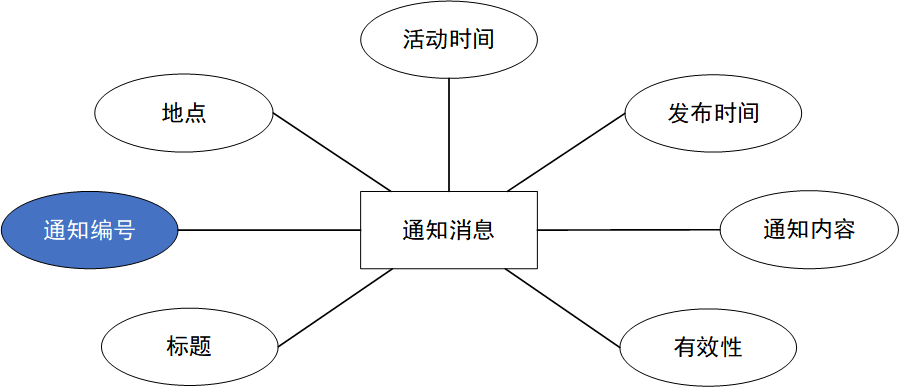 活动时间
地点
发布时间
通知编号
通知消息
通知内容
标题
有效性